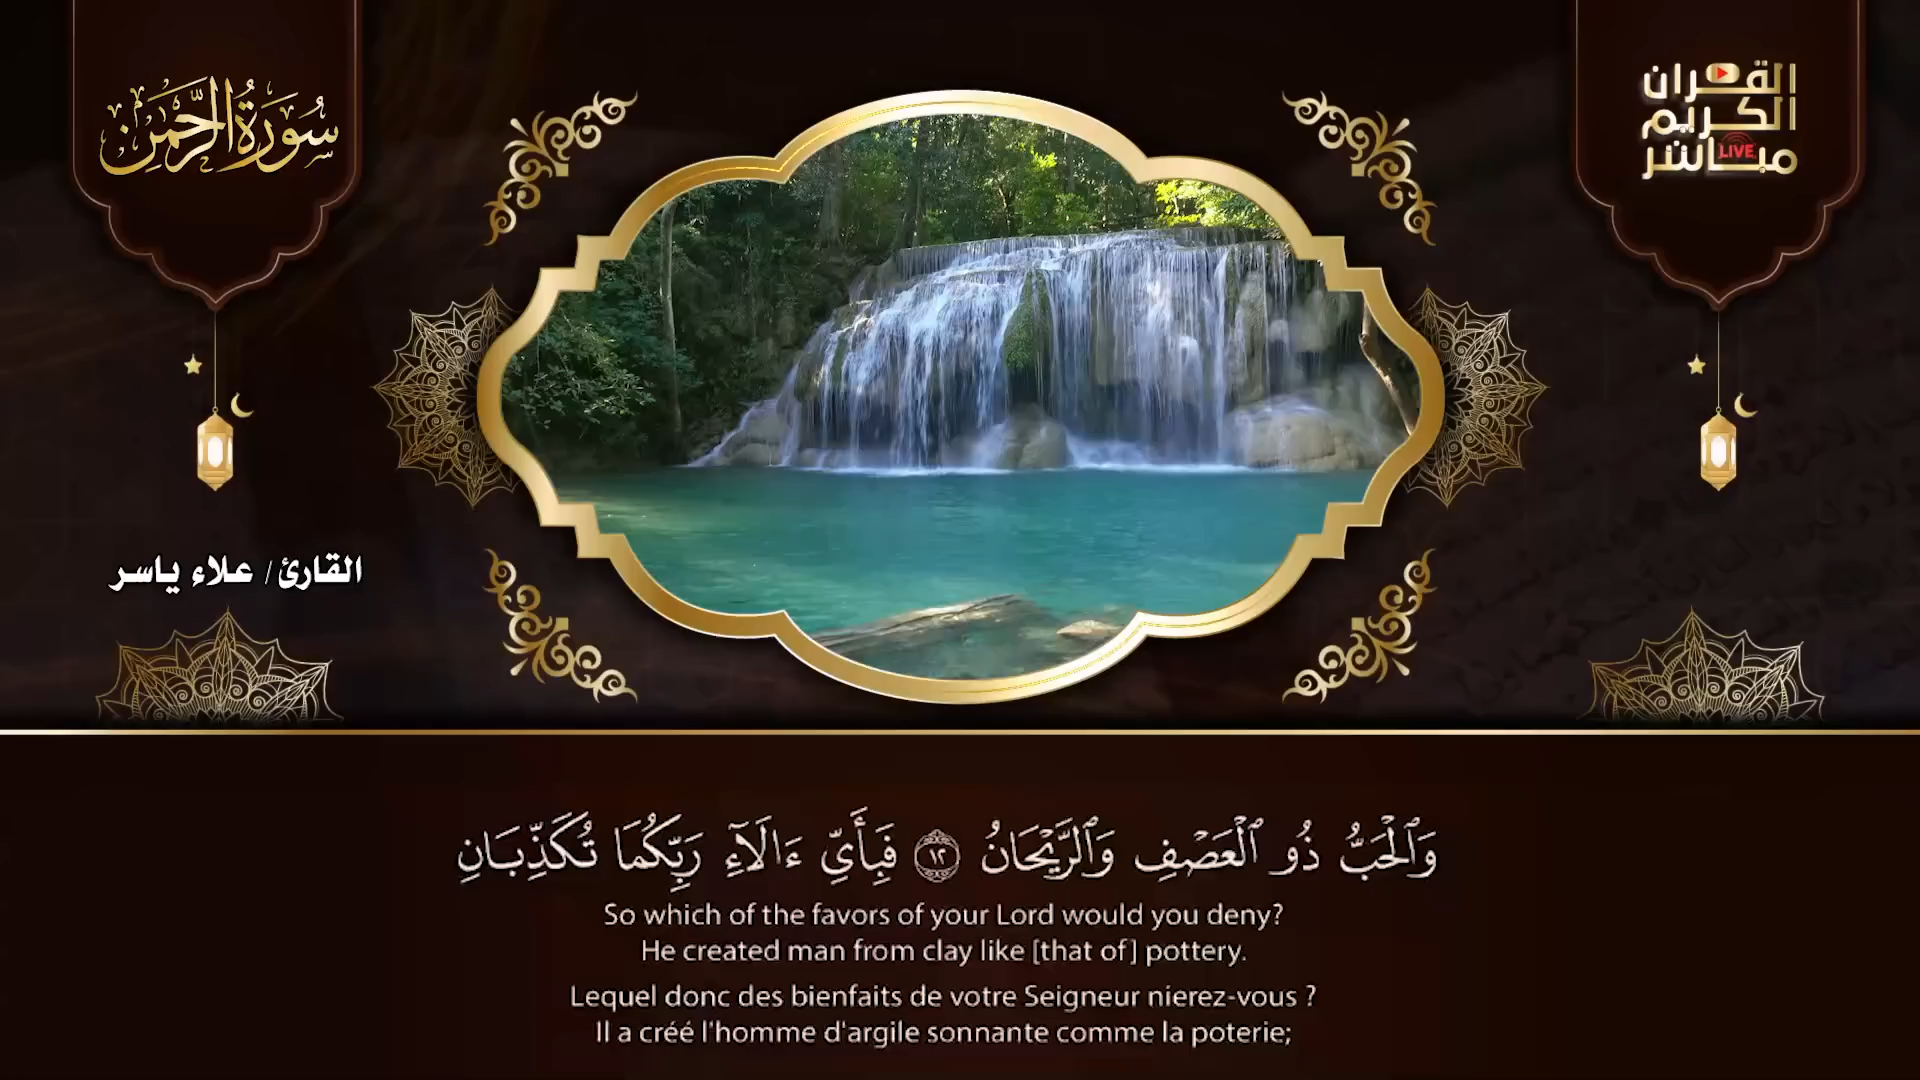 سُورَةُ الرَّحْمَٰن
القرآن
الكريم
مباشر LIVE
القارئ / علاء ياسر
وَٱلْحَبُّ ذُو ٱلْعَصْفِ وَٱلرَّيْحَانُ ١٢ فَبِأَىِّ ءَالَآءِ رَبِّكُمَا تُكَذِّبَانِ
So which of the favors of your Lord would you deny?
He created man from clay like [that of] pottery.
Lequel donc des bienfaits de votre Seigneur nierez-vous ?
Il a créé l'homme d'argile sonnante comme la poterie;